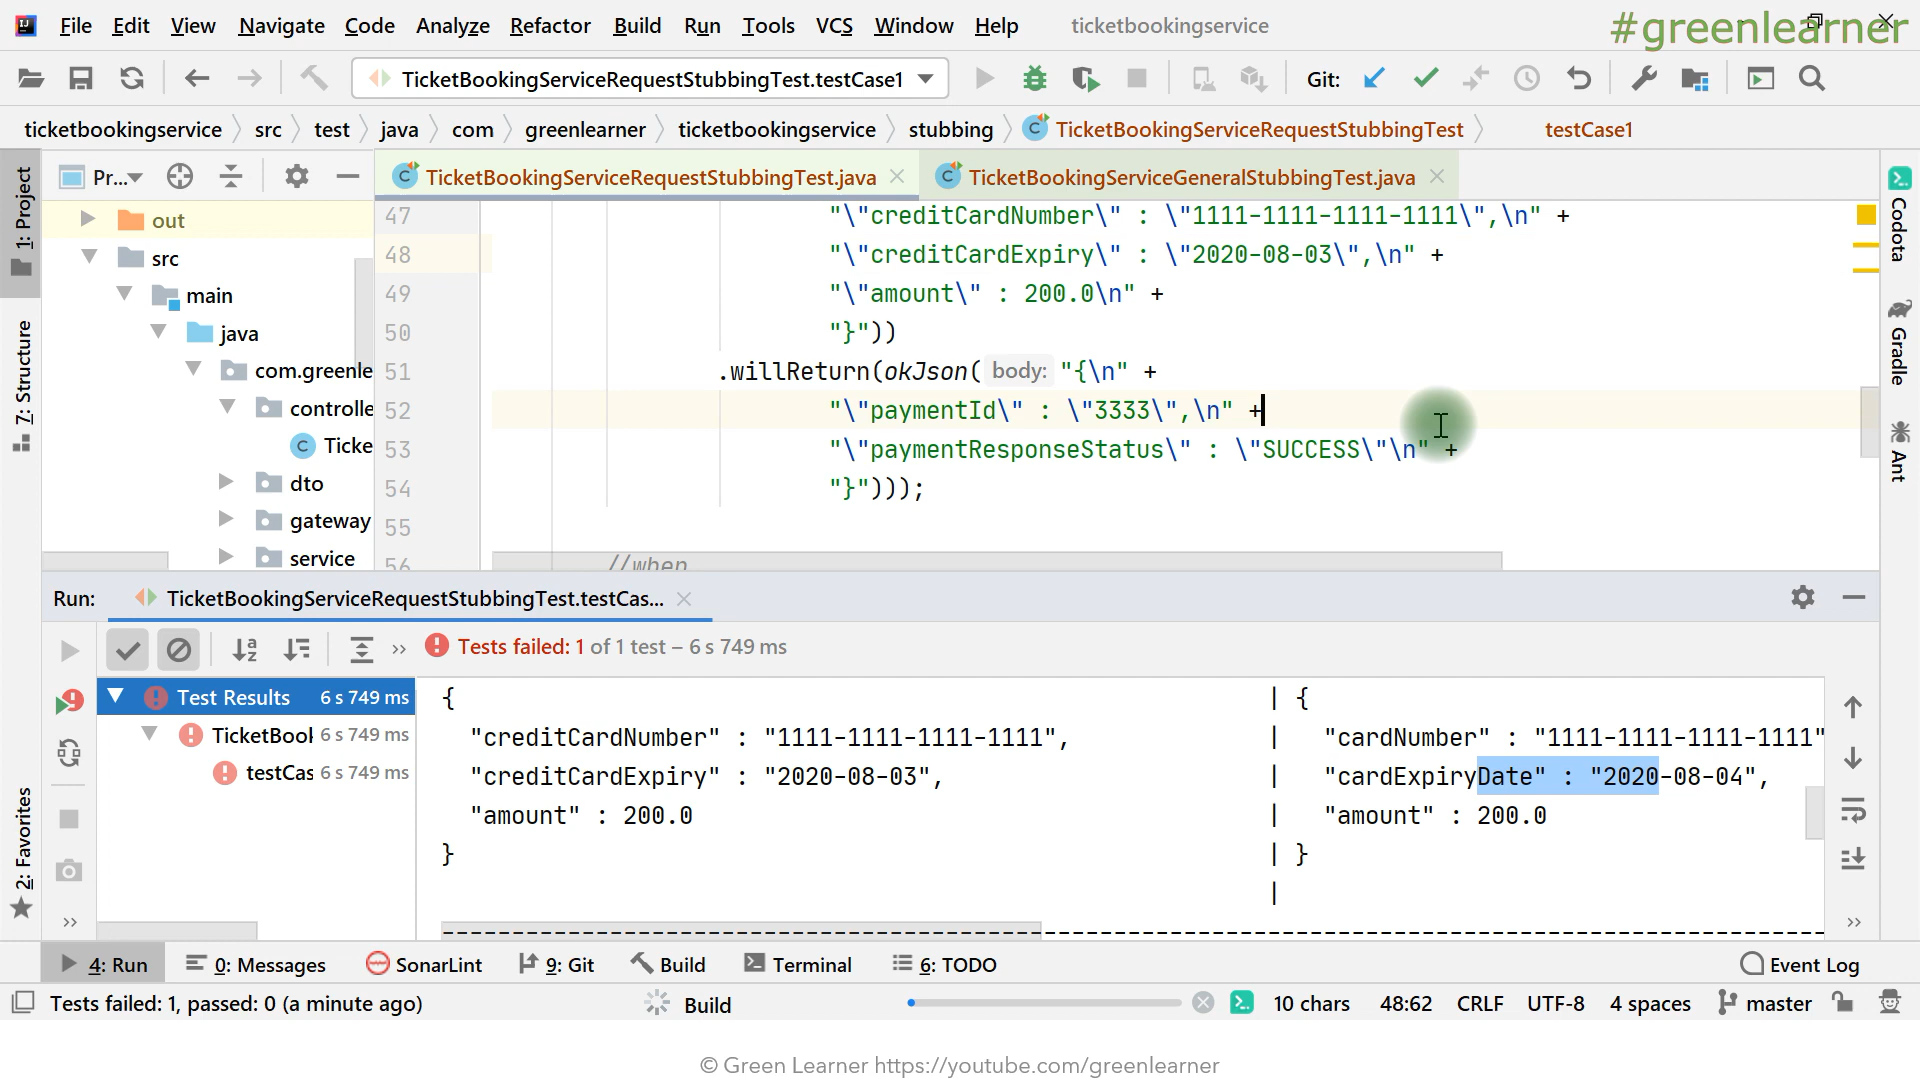 File Edit View Navigate Code Analyze Refactor Build Run Tools VCS Window Help ticketbookingservice #greenlearner
TicketBookingServiceRequestStubbingTest.testCase1 Git:
ticketbookingservice src test java com greenlearner ticketbookingservice stubbing TicketBookingServiceRequestStubbingTest testCase1
1: Project
7: Structure
2: Favorites
Pr...
out
src
main
java
com.greenle
controlle
Ticke
dto
gateway
service
TicketBookingServiceRequestStubbingTest.java TicketBookingServiceGeneralStubbingTest.java
47 "\"creditCardNumber\" : \"1111-1111-1111-1111\",\n" +
48 "\"creditCardExpiry\" : \"2020-08-03\",\n" +
49 "\"amount\" : 200.0\n" +
50 "}"))
51 .willReturn(okJson( body: "{\n" +
52 "\"paymentId\" : \"3333\",\n" +
53 "\"paymentResponseStatus\" : \"SUCCESS\"\n" +
54 "}")));
55
56 //when
Codota
Gradle
Ant
Run: TicketBookingServiceRequestStubbingTest.testCas...
Tests failed: 1 of 1 test – 6 s 749 ms
Test Results 6 s 749 ms
TicketBool 6 s 749 ms
testCas 6 s 749 ms
{ | {
"creditCardNumber" : "1111-1111-1111-1111", | "cardNumber" : "1111-1111-1111-1111"
"creditCardExpiry" : "2020-08-03", | "cardExpiryDate" : "2020-08-04",
"amount" : 200.0 | "amount" : 200.0
} | }
|
4: Run 0: Messages SonarLint 9: Git Build Terminal 6: TODO Event Log
Tests failed: 1, passed: 0 (a minute ago) Build 10 chars 48:62 CRLF UTF-8 4 spaces master
© Green Learner https://youtube.com/greenlearner